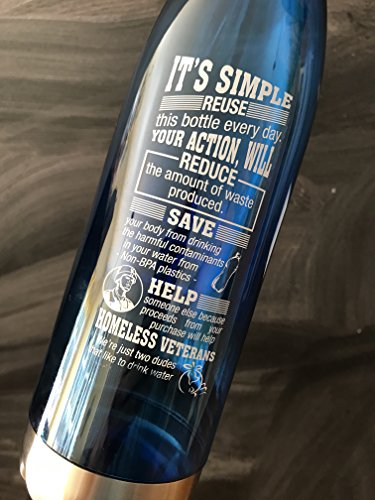 IT'S SIMPLE
REUSE
this bottle every day.
YOUR ACTION, WILL
REDUCE
the amount of waste
produced.
SAVE
your body from drinking
the harmful contaminants
in your water from
- Non-BPA plastics -
HELP
someone else because
proceeds from your
purchase will help
HOMELESS VETERANS
We're just two dudes
that like to drink water